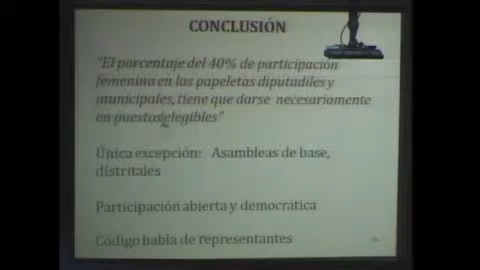 CONCLUSIÓN
"El porcentaje del 40% de participación
femenina en las papeletas diputadiles y
municipales, tiene que darse necesariamente
en puestos elegibles"
Única excepción: Asambleas de base,
distritales
Participación abierta y democrática
Código habla de representantes